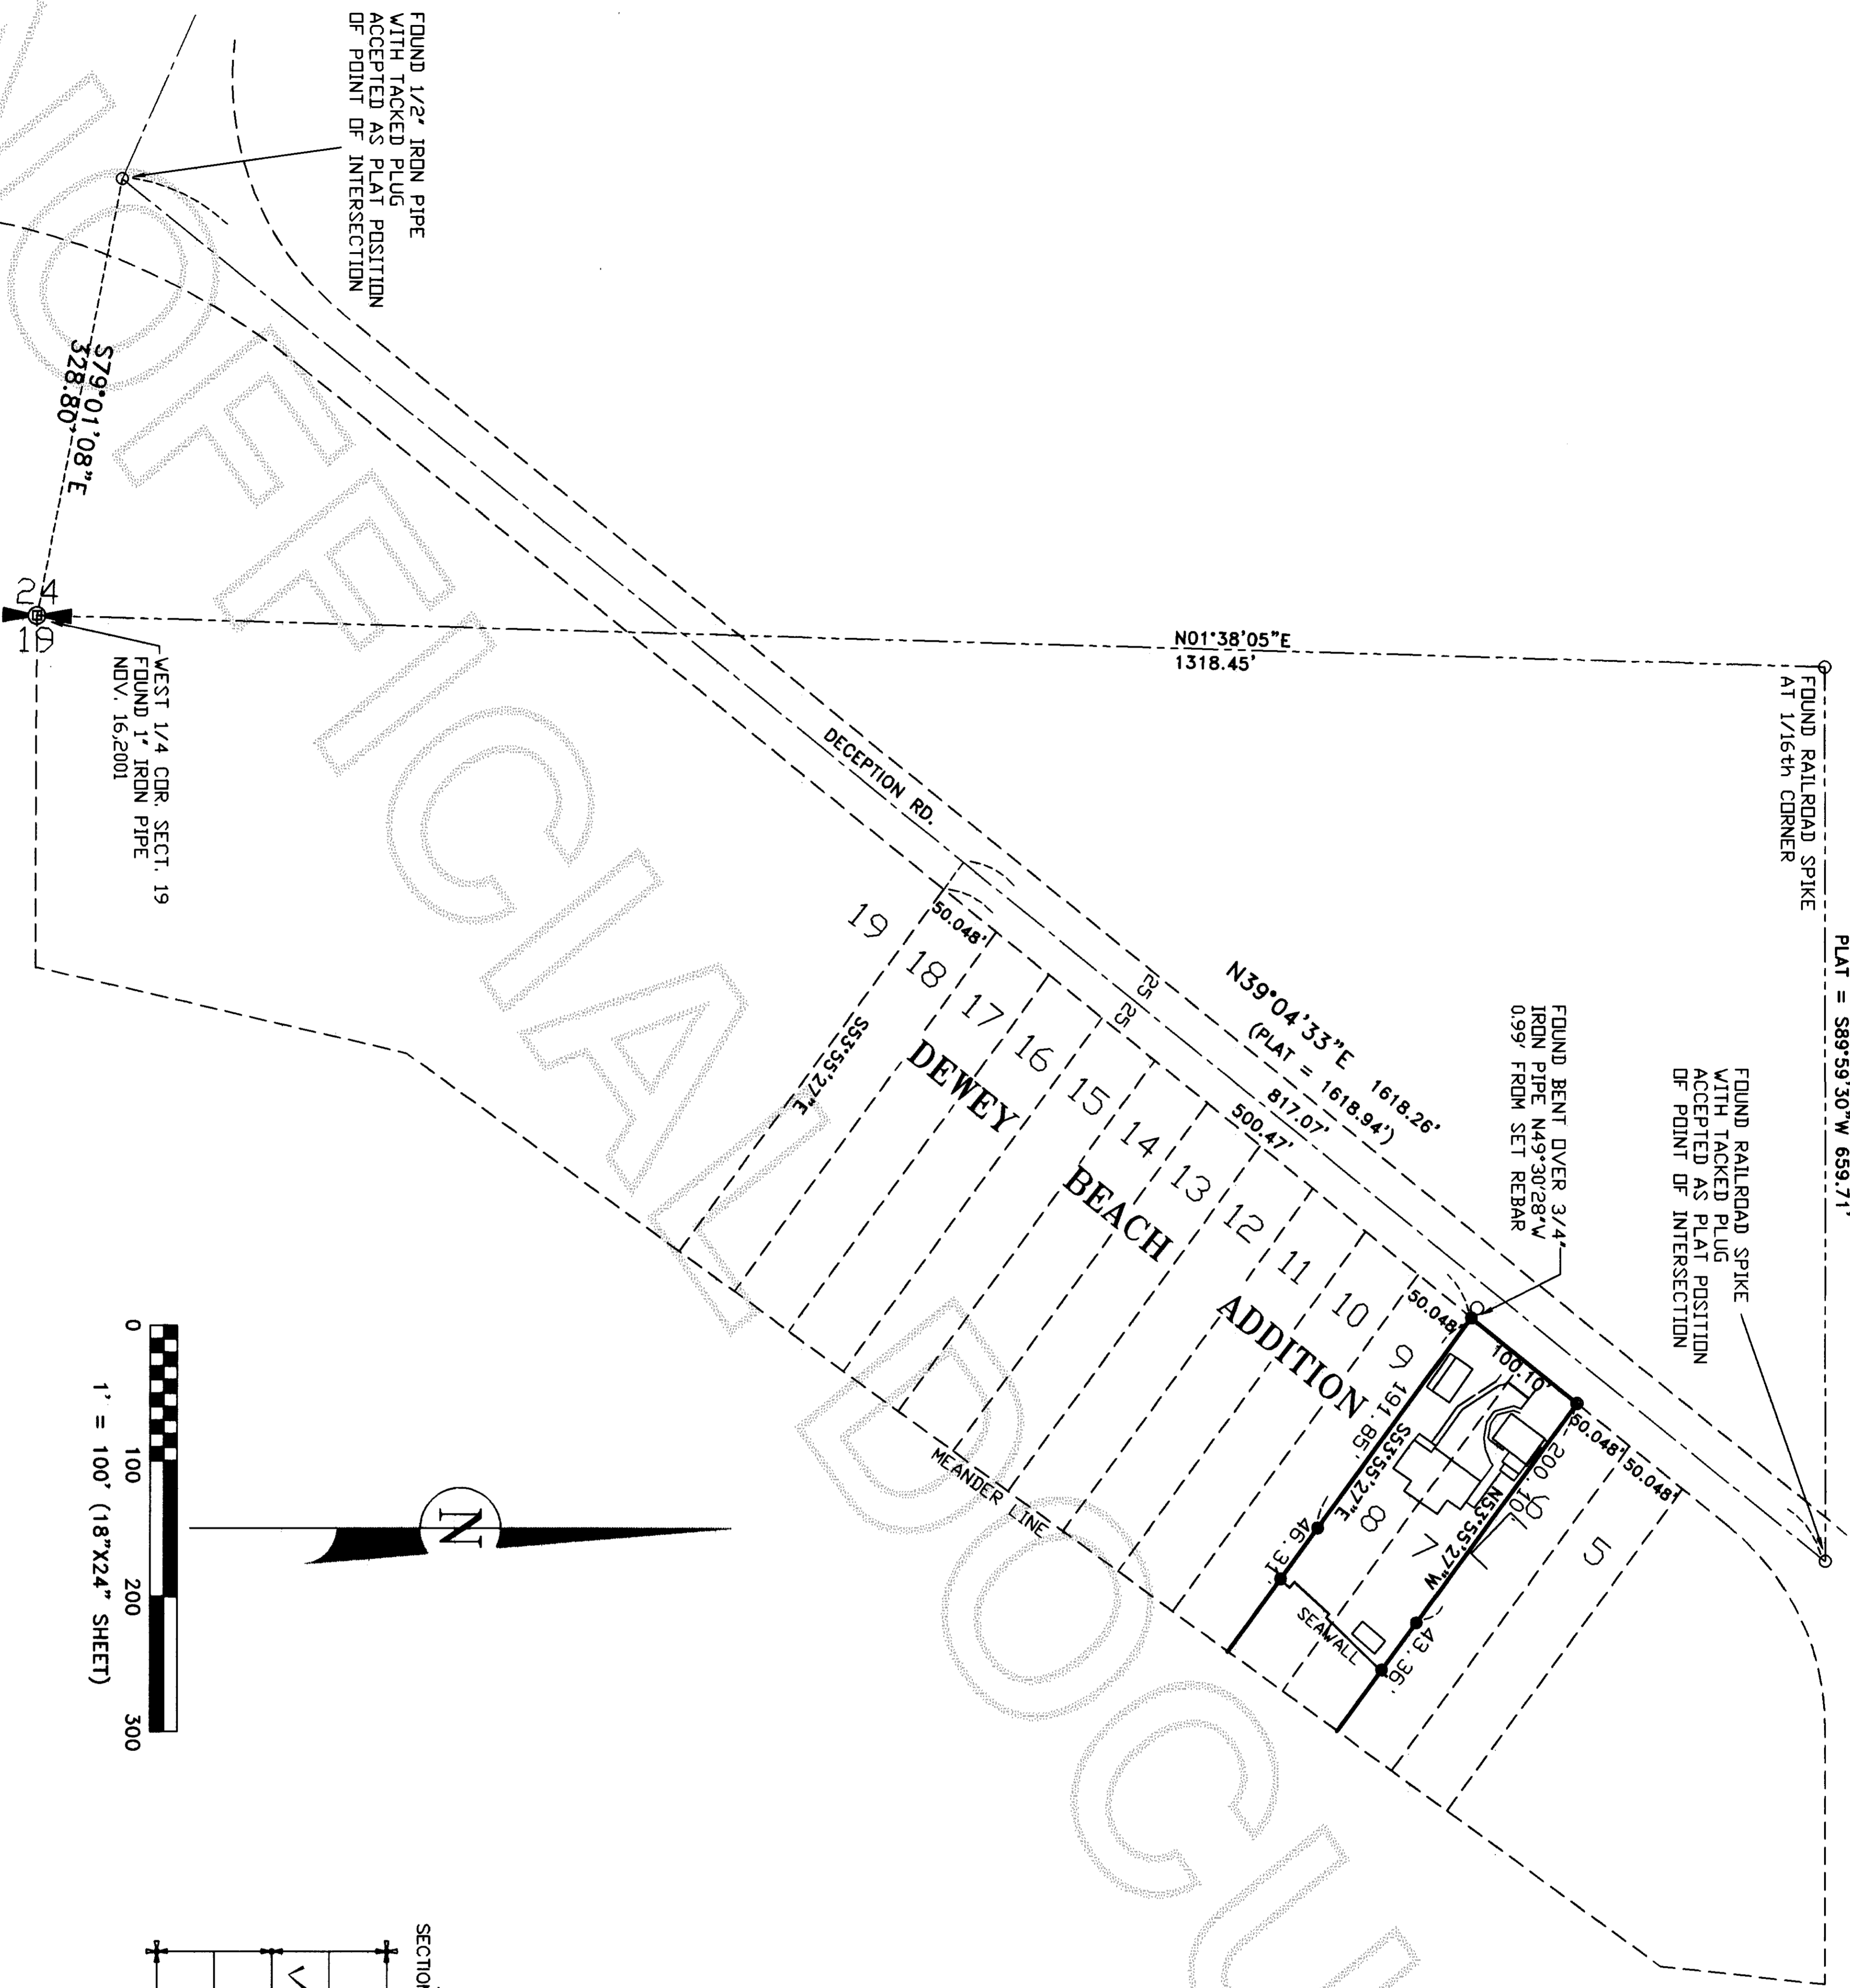 FOUND 1/2" IRON PIPE
WITH TACKED PLUG
ACCEPTED AS PLAT POSITION
OF POINT OF INTERSECTION
S79°01'08"E
328.80'
24
19
WEST 1/4 COR. SECT. 19
FOUND 1" IRON PIPE
NOV. 16,2001
N01°38'05"E
1318.45'
FOUND RAILROAD SPIKE
AT 1/16th CORNER
PLAT = S89°59'30"W 659.71'
FOUND RAILROAD SPIKE
WITH TACKED PLUG
ACCEPTED AS PLAT POSITION
OF POINT OF INTERSECTION
FOUND BENT OVER 3/4"
IRON PIPE N49°30'28"W
0.99' FROM SET REBAR
DECEPTION RD.
25
25
N39°04'33"E 1618.26'
(PLAT = 1618.94')
817.07'
500.47'
50.048'
19
18
17
16
15
14
13
12
11
10
9
8
7
6
5
S53°55'27"E
DEWEY
BEACH
ADDITION
50.048'
100.10'
50.048'
50.048'
191.85'
S53°55'27"E
46.31'
200.10'
N53°55'27"W
43.36'
SEAWALL
MEANDER LINE
N
0
100
200
300
1' = 100' (18"X24" SHEET)
SECTION
UNOFFICIAL DOCU